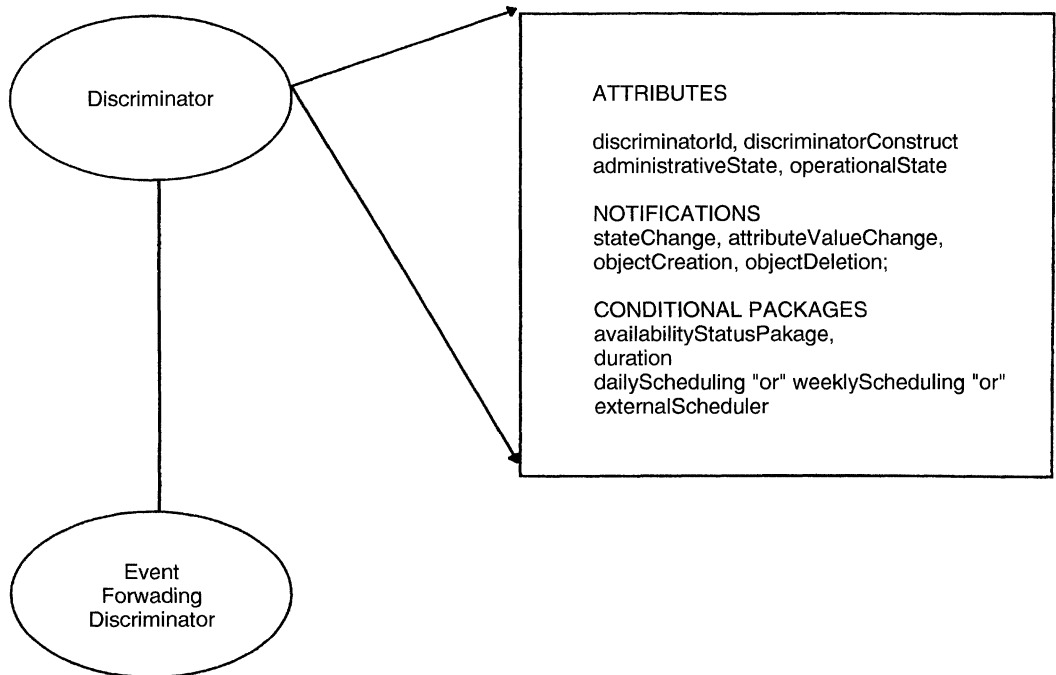 Discriminator
ATTRIBUTES
discriminatorId, discriminatorConstruct
administrativeState, operationalState
NOTIFICATIONS
stateChange, attributeValueChange,
objectCreation, objectDeletion;
CONDITIONAL PACKAGES
availabilityStatusPakage,
duration
dailyScheduling "or" weeklyScheduling "or"
externalScheduler
Event
Forwading
Discriminator